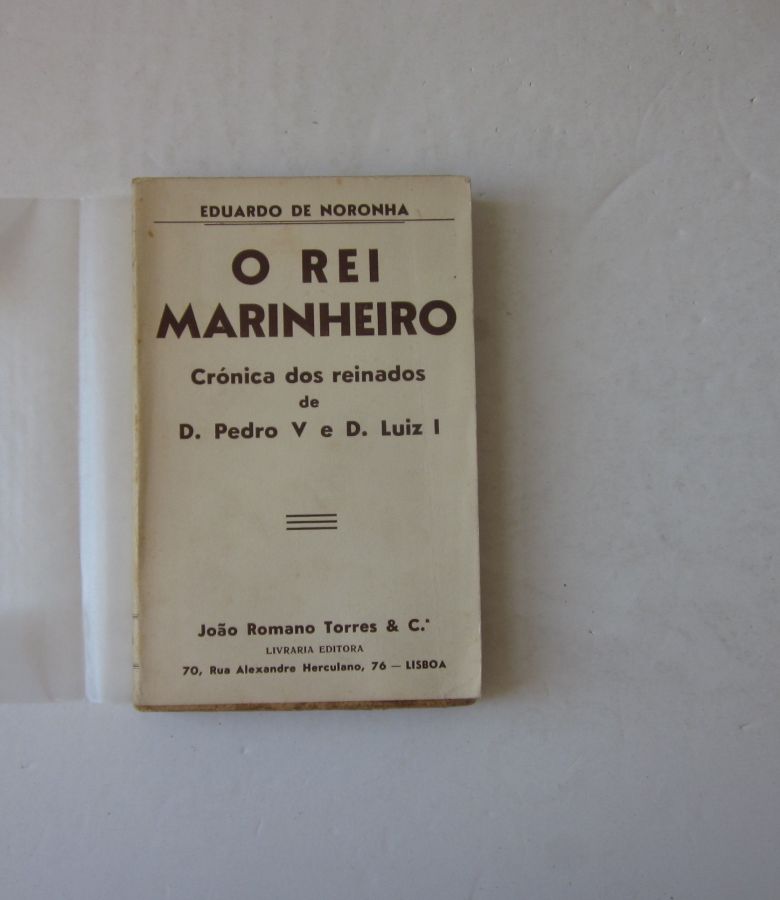 EDUARDO DE NORONHA
O REI
MARINHEIRO
Crónica dos reinados
de
D. Pedro V e D. Luiz I
João Romano Torres & C.ª
LIVRARIA EDITORA
70, Rua Alexandre Herculano, 76 — LISBOA